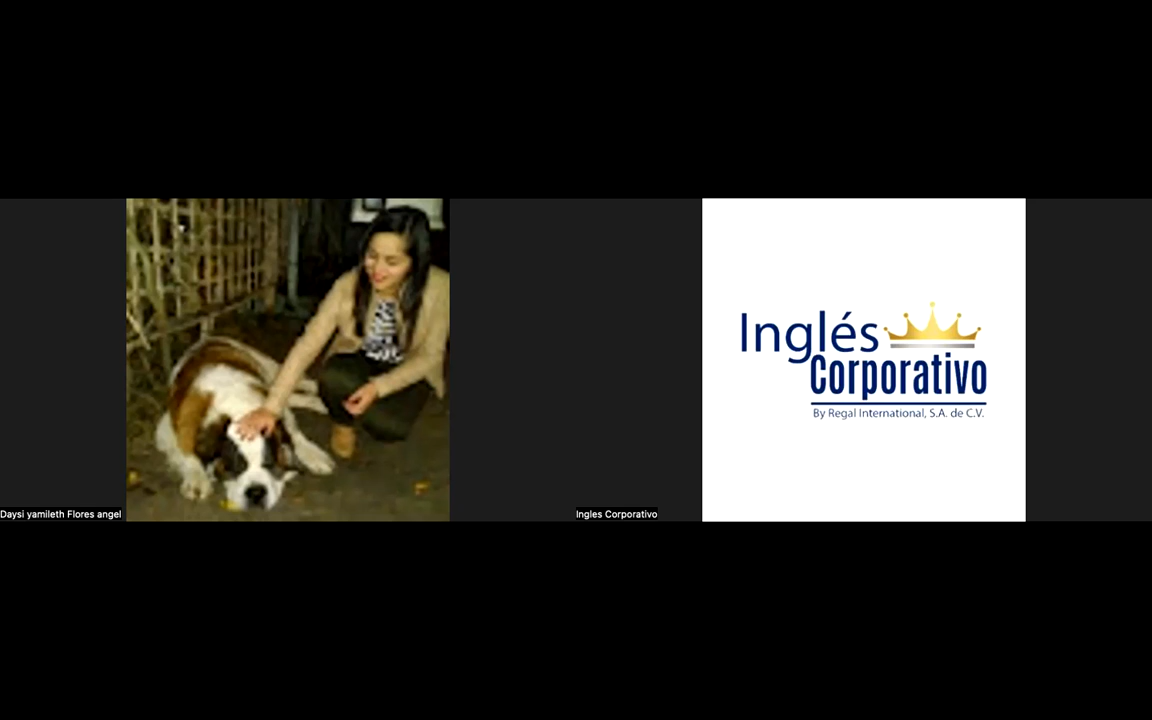 Inglés
Corporativo
By Regal International, S.A. de C.V.
Daysi yamileth Flores angel
Ingles Corporativo